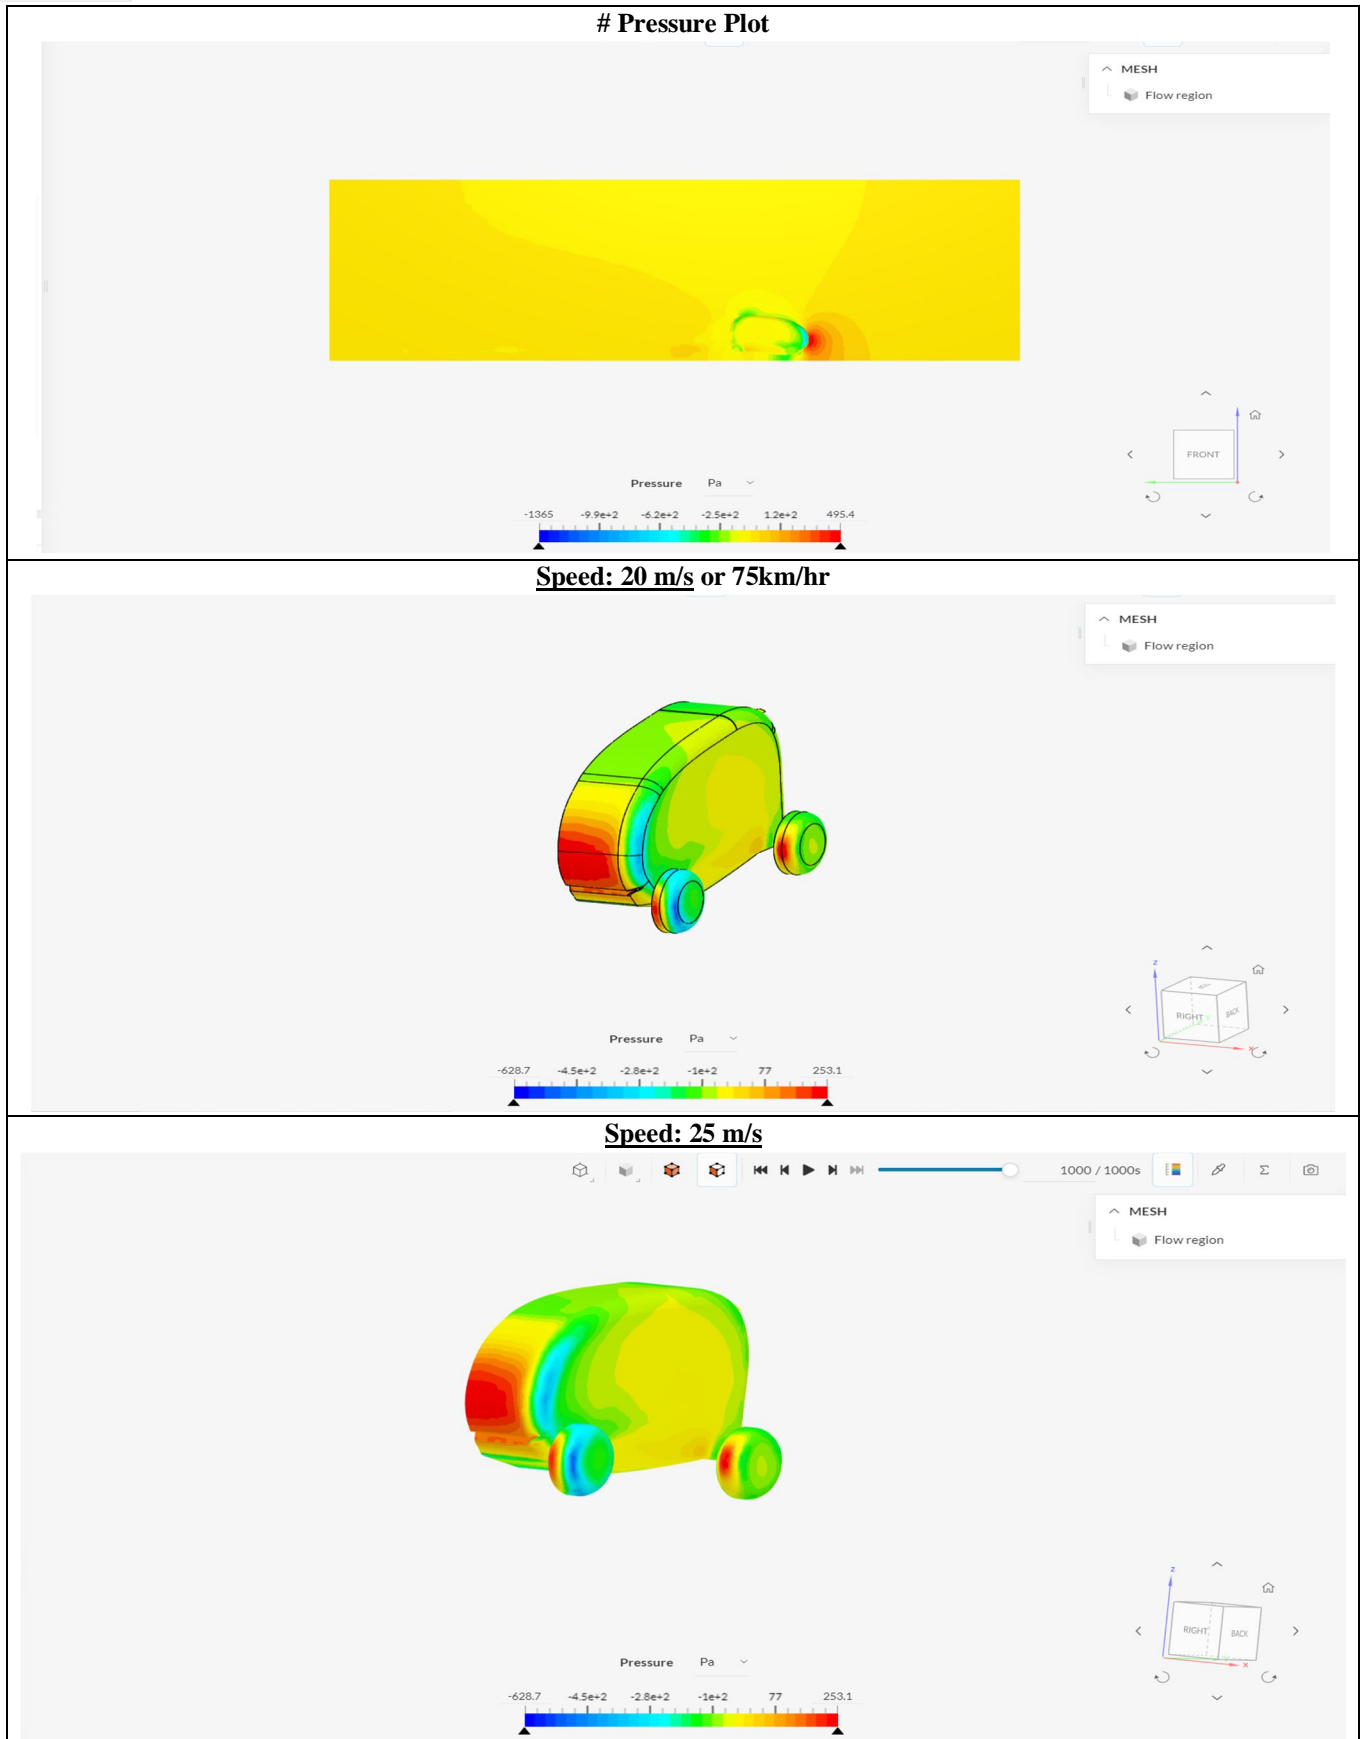 # Pressure Plot
MESH
Flow region
FRONT
Pressure Pa
-1365 -9.9e+2 -6.2e+2 -2.5e+2 1.2e+2 495.4
Speed: 20 m/s or 75km/hr
MESH
Flow region
z
RIGHT Y BACK
x
Pressure Pa
-628.7 -4.5e+2 -2.8e+2 -1e+2 77 253.1
Speed: 25 m/s
1000 / 1000s Σ
MESH
Flow region
z
RIGHT BACK
x
Pressure Pa
-628.7 -4.5e+2 -2.8e+2 -1e+2 77 253.1